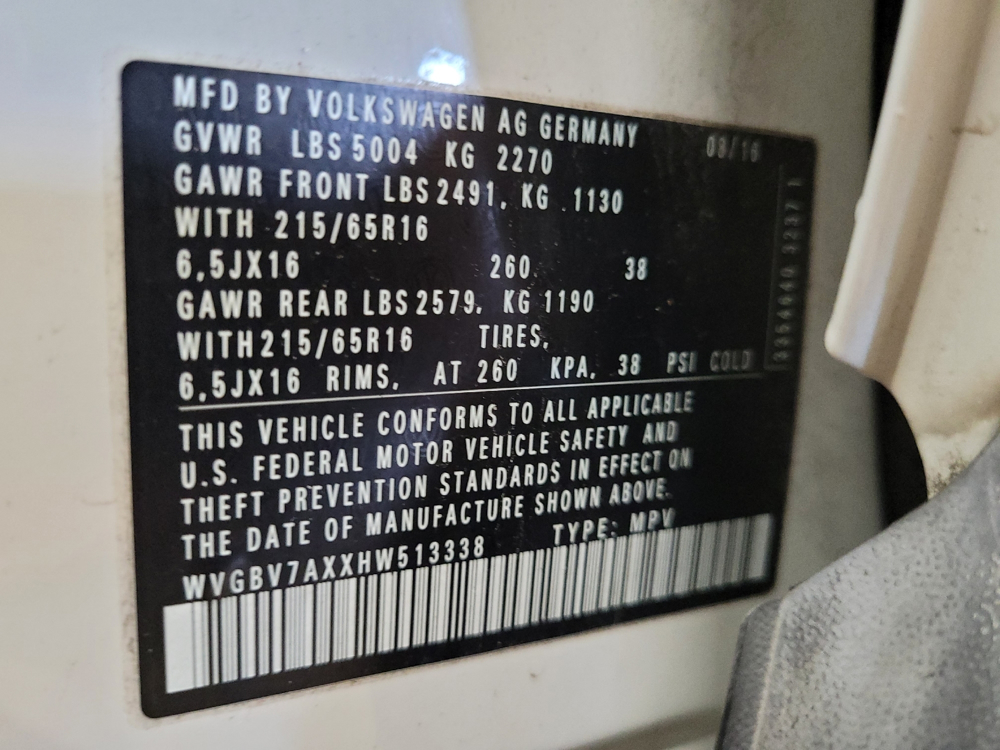 MFD BY VOLKSWAGEN AG GERMANY 08/16
GVWR LBS 5004 KG 2270
GAWR FRONT LBS 2491, KG 1130
WITH 215/65R16
6,5JX16 260 38
GAWR REAR LBS 2579, KG 1190
WITH 215/65R16 TIRES,
6,5JX16 RIMS, AT 260 KPA, 38 PSI COLD
THIS VEHICLE CONFORMS TO ALL APPLICABLE
U.S. FEDERAL MOTOR VEHICLE SAFETY AND
THEFT PREVENTION STANDARDS IN EFFECT ON
THE DATE OF MANUFACTURE SHOWN ABOVE.
WVGBV7AXXHW513338 TYPE: MPV